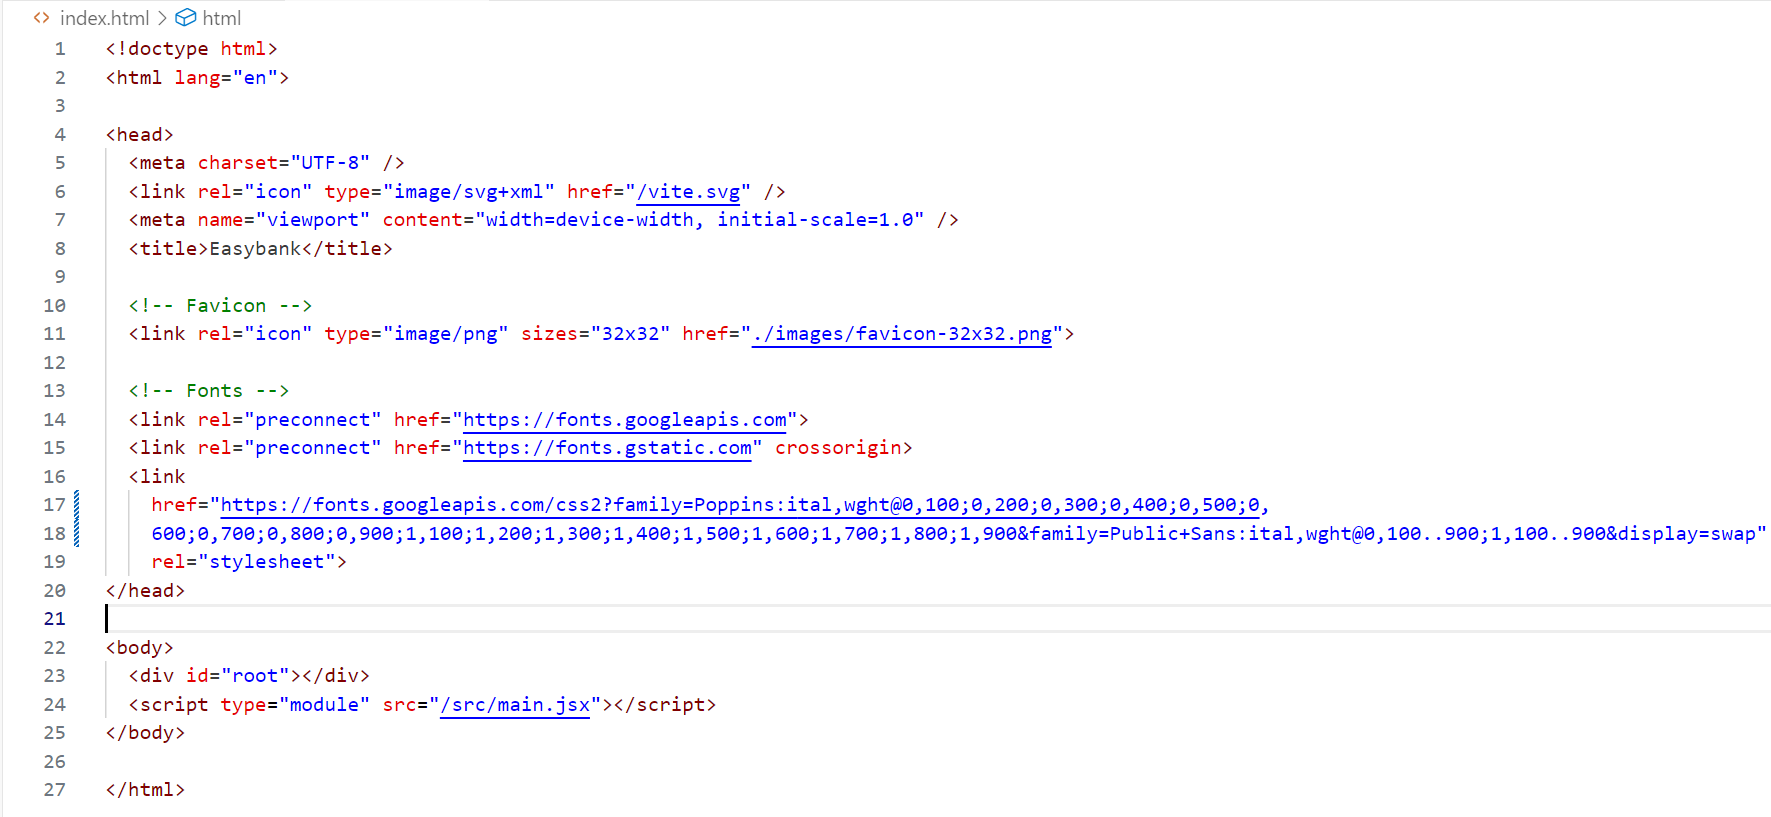 index.html > html
1 <!doctype html>
2 <html lang="en">
3
4 <head>
5 <meta charset="UTF-8" />
6 <link rel="icon" type="image/svg+xml" href="/vite.svg" />
7 <meta name="viewport" content="width=device-width, initial-scale=1.0" />
8 <title>Easybank</title>
9
10 <!-- Favicon -->
11 <link rel="icon" type="image/png" sizes="32x32" href="./images/favicon-32x32.png">
12
13 <!-- Fonts -->
14 <link rel="preconnect" href="https://fonts.googleapis.com">
15 <link rel="preconnect" href="https://fonts.gstatic.com" crossorigin>
16 <link
17 href="https://fonts.googleapis.com/css2?family=Poppins:ital,wght@0,100;0,200;0,300;0,400;0,500;0,
18 600;0,700;0,800;0,900;1,100;1,200;1,300;1,400;1,500;1,600;1,700;1,800;1,900&family=Public+Sans:ital,wght@0,100..900;1,100..900&display=swap"
19 rel="stylesheet">
20 </head>
21
22 <body>
23 <div id="root"></div>
24 <script type="module" src="/src/main.jsx"></script>
25 </body>
26
27 </html>